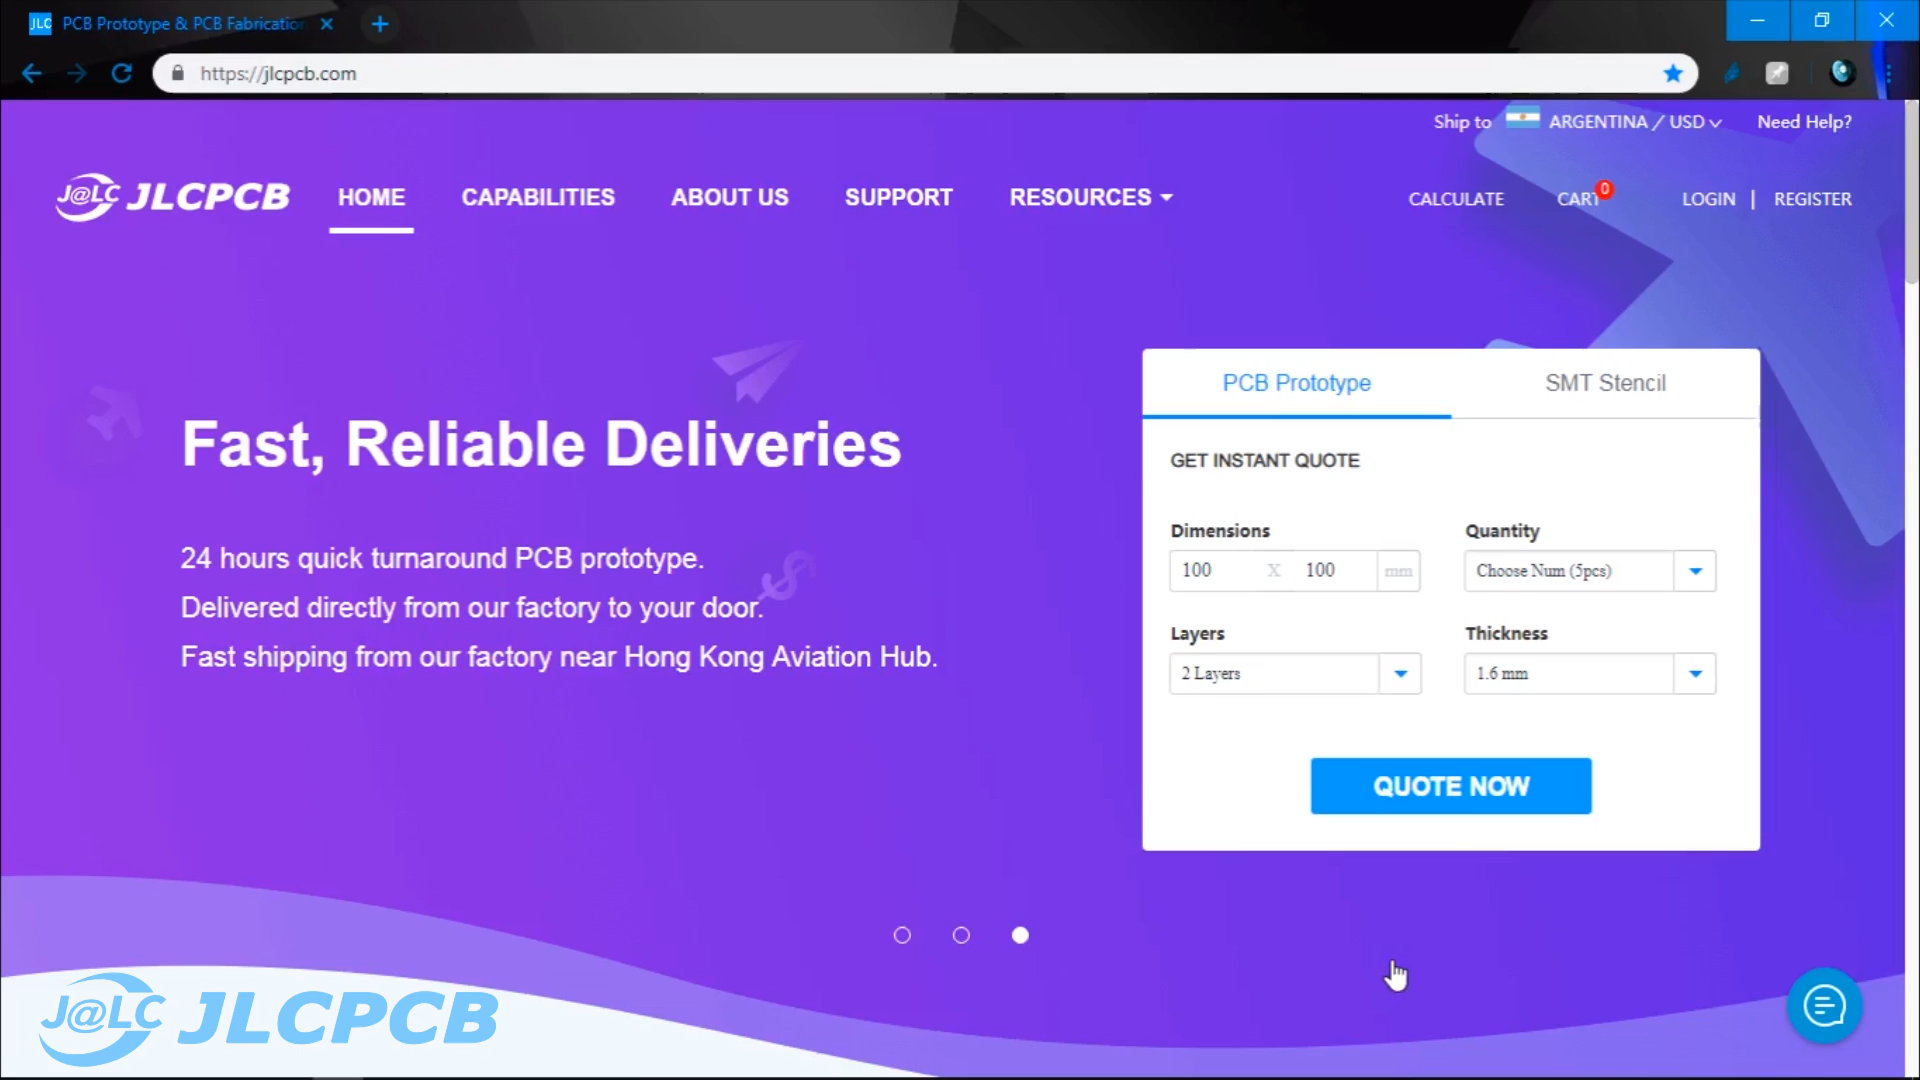 JLC PCB Prototype & PCB Fabricatio
https://jlcpcb.com
Ship to ARGENTINA / USD Need Help?
J@LC JLCPCB HOME CAPABILITIES ABOUT US SUPPORT RESOURCES CALCULATE CART 0 LOGIN | REGISTER
PCB Prototype SMT Stencil
Fast, Reliable Deliveries
GET INSTANT QUOTE
24 hours quick turnaround PCB prototype.
Delivered directly from our factory to your door.
Fast shipping from our factory near Hong Kong Aviation Hub.
Dimensions Quantity
100 X 100 mm Choose Num (5pcs)
Layers Thickness
2 Layers 1.6 mm
QUOTE NOW
J@LC JLCPCB